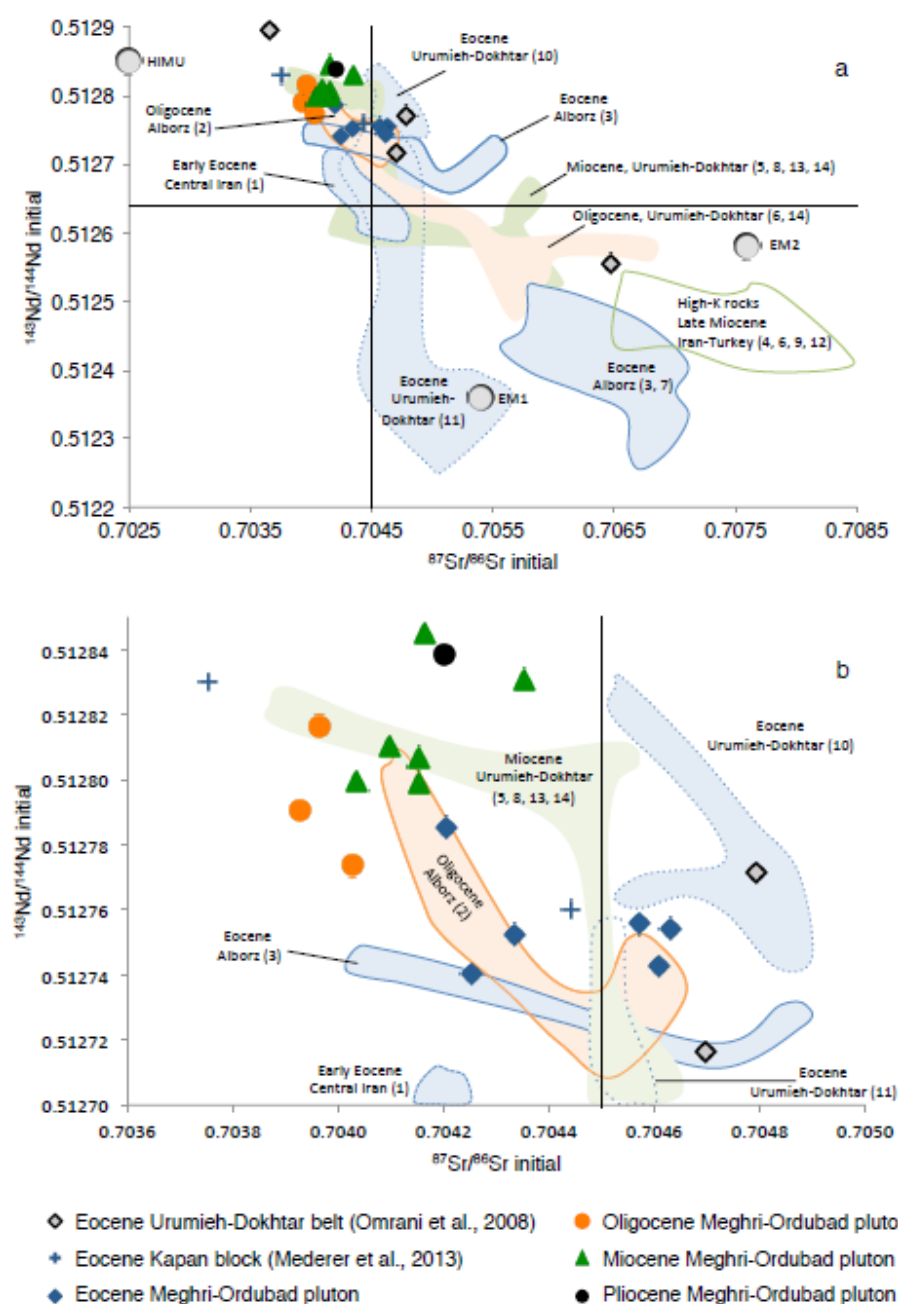 a
0.5129
0.5128
0.5127
0.5126
0.5125
0.5124
0.5123
0.5122
143Nd/144Nd initial
HIMU
Eocene
Urumieh-Dokhtar (10)
Oligocene
Alborz (2)
Eocene
Alborz (3)
Early Eocene
Central Iran (1)
Miocene, Urumieh-Dokhtar (5, 8, 13, 14)
Oligocene, Urumieh-Dokhtar (6, 14)
EM2
High-K rocks
Late Miocene
Iran-Turkey (4, 6, 9, 12)
Eocene
Alborz (3, 7)
Eocene
Urumieh-
Dokhtar (11)
EM1
0.7025 0.7035 0.7045 0.7055 0.7065 0.7075 0.7085
87Sr/86Sr initial
b
0.51284
0.51282
0.51280
0.51278
0.51276
0.51274
0.51272
0.51270
143Nd/144Nd initial
Eocene
Urumieh-Dokhtar (10)
Miocene
Urumieh-Dokhtar
(5, 8, 13, 14)
Oligocene
Alborz (2)
Eocene
Alborz (3)
Early Eocene
Central Iran (1)
Eocene
Urumieh-Dokhtar (11)
0.7036 0.7038 0.7040 0.7042 0.7044 0.7046 0.7048 0.7050
87Sr/86Sr initial
Eocene Urumieh-Dokhtar belt (Omrani et al., 2008)
Eocene Kapan block (Mederer et al., 2013)
Eocene Meghri-Ordubad pluton
Oligocene Meghri-Ordubad pluto
Miocene Meghri-Ordubad pluton
Pliocene Meghri-Ordubad pluton